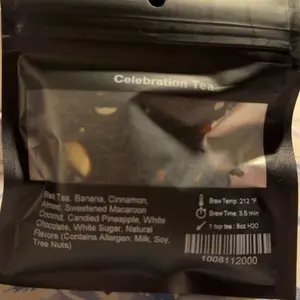 Celebration Tea
Black Tea, Banana, Cinnamon,
Almond, Sweetened Macaroon
Coconut, Candied Pineapple, White
Chocolate, White Sugar, Natural
Flavors (Contains Allergen: Milk, Soy,
Tree Nuts)
Brew Temp: 212 °F
Brew Time: 3.5 min
1 tsp tea : 8oz H2O
1008112000